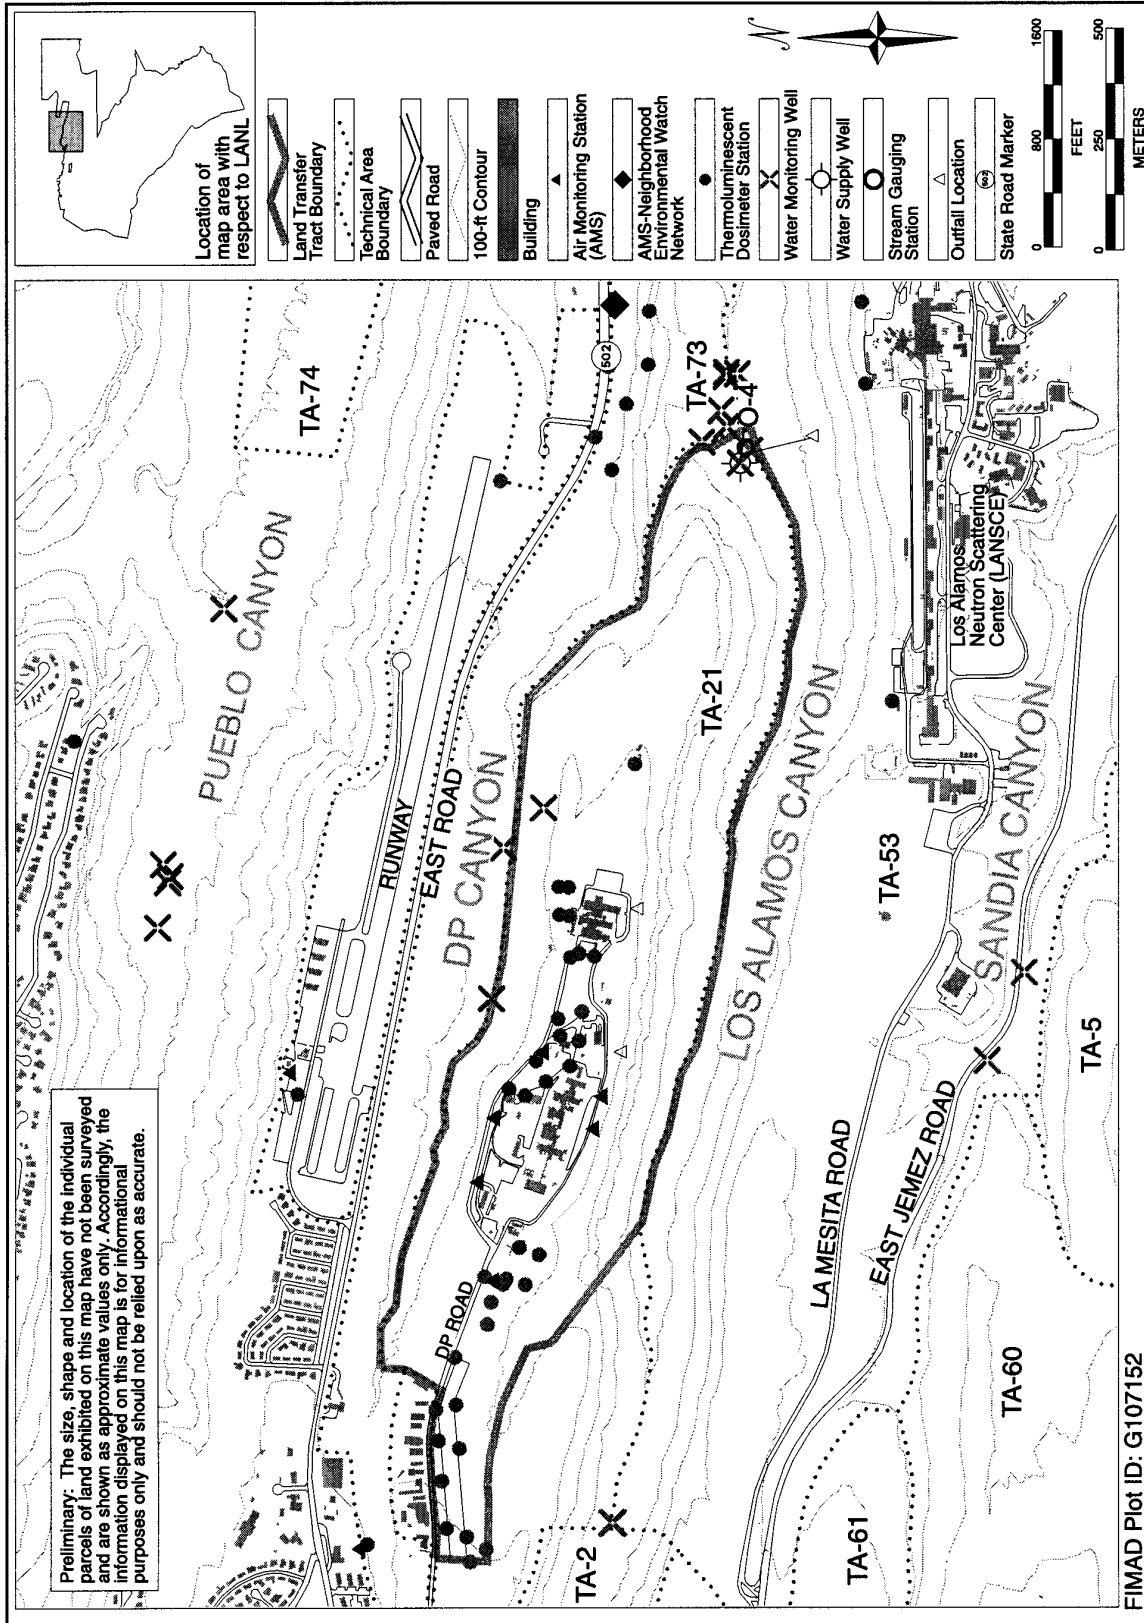 Preliminary: The size, shape and location of the individual
parcels of land exhibited on this map have not been surveyed
and are shown as approximate values only. Accordingly, the
information displayed on this map is for informational
purposes only and should not be relied upon as accurate.
PUEBLO CANYON
TA-74
RUNWAY
EAST ROAD
502
DP CANYON
DP ROAD
TA-73
O-4
TA-21
TA-2
LOS ALAMOS CANYON
LA MESITA ROAD
TA-53
Los Alamos
Neutron Scattering
Center (LANSCE)
EAST JEMEZ ROAD
SANDIA CANYON
TA-61
TA-60
TA-5
FIMAD Plot ID: G107152
Location of
map area with
respect to LANL
Land Transfer
Tract Boundary
Technical Area
Boundary
Paved Road
100-ft Contour
Building
Air Monitoring Station
(AMS)
AMS-Neighborhood
Environmental Watch
Network
Thermoluminescent
Dosimeter Station
Water Monitoring Well
Water Supply Well
Stream Gauging
Station
Outfall Location
502
State Road Marker
N
0 800 1600
FEET
0 250 500
METERS